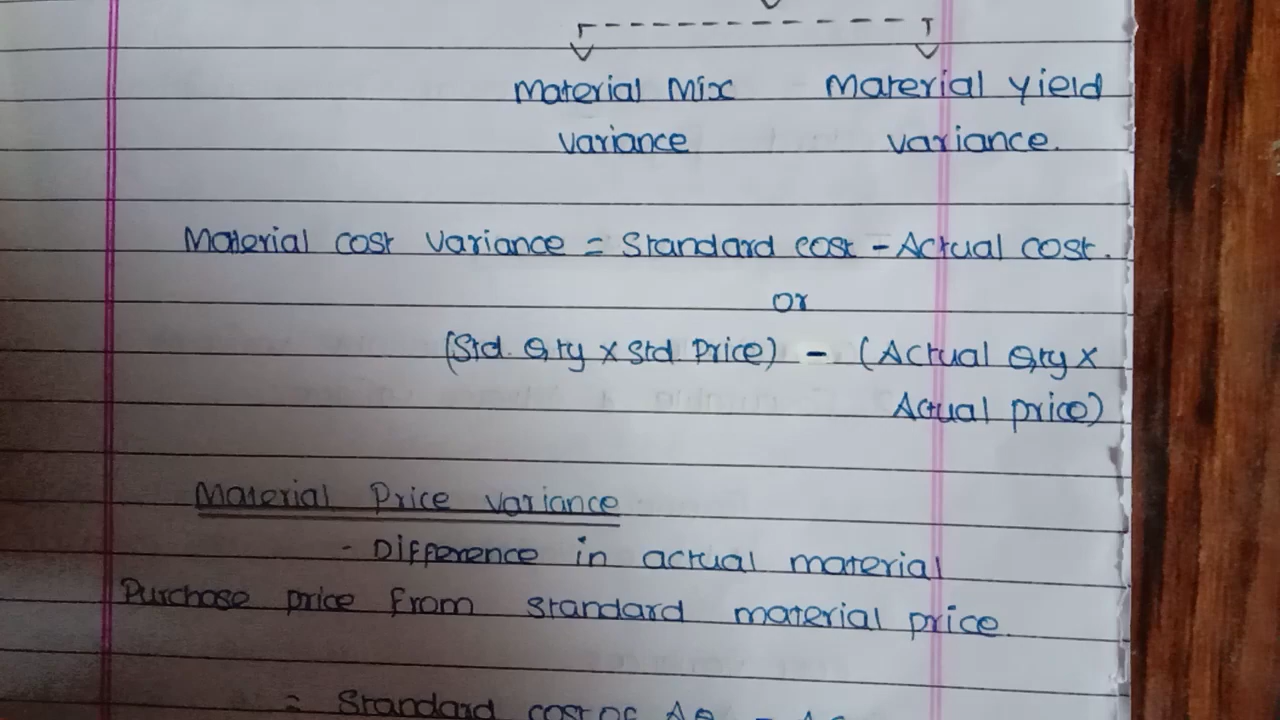 Material Mix Material yield
variance variance.
Material cost variance = Standard cost - Actual cost.
or
(Std. Qty x Std. Price) - (Actual Qty x
Actual price)
Material Price variance
- Difference in actual material
Purchase price from standard material price.
= Standard cost of AQ -